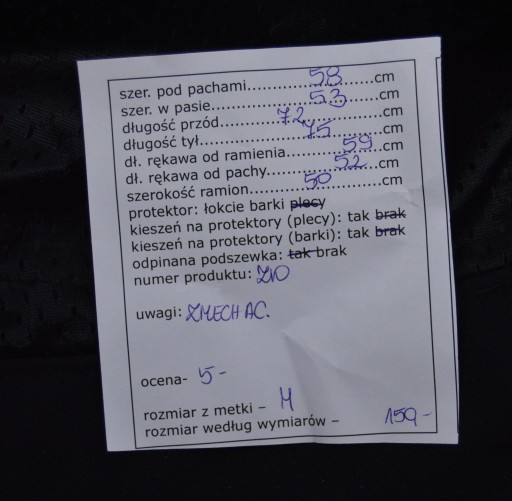 szer. pod pachami....................58............cm
szer. w pasie....................53............cm
długość przód............72....................cm
długość tył....................75............cm
dł. rękawa od ramienia............59............cm
dł. rękawa od pachy............52............cm
szerokość ramion............50....................cm
protektor: łokcie barki plecy
kieszeń na protektory (plecy): tak brak
kieszeń na protektory (barki): tak brak
odpinana podszewka: tak brak
numer produktu:
uwagi: ZMECHAC.
ocena- 5-
rozmiar z metki – M
rozmiar według wymiarów –
159-